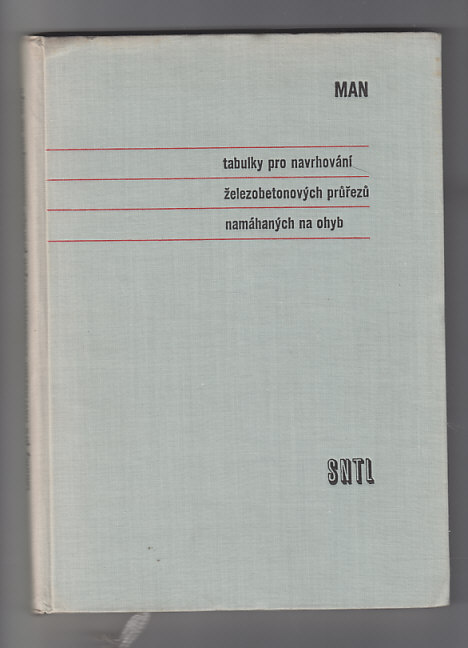 MAN
tabulky pro navrhování
železobetonových průřezů
namáhaných na ohyb
SNTL